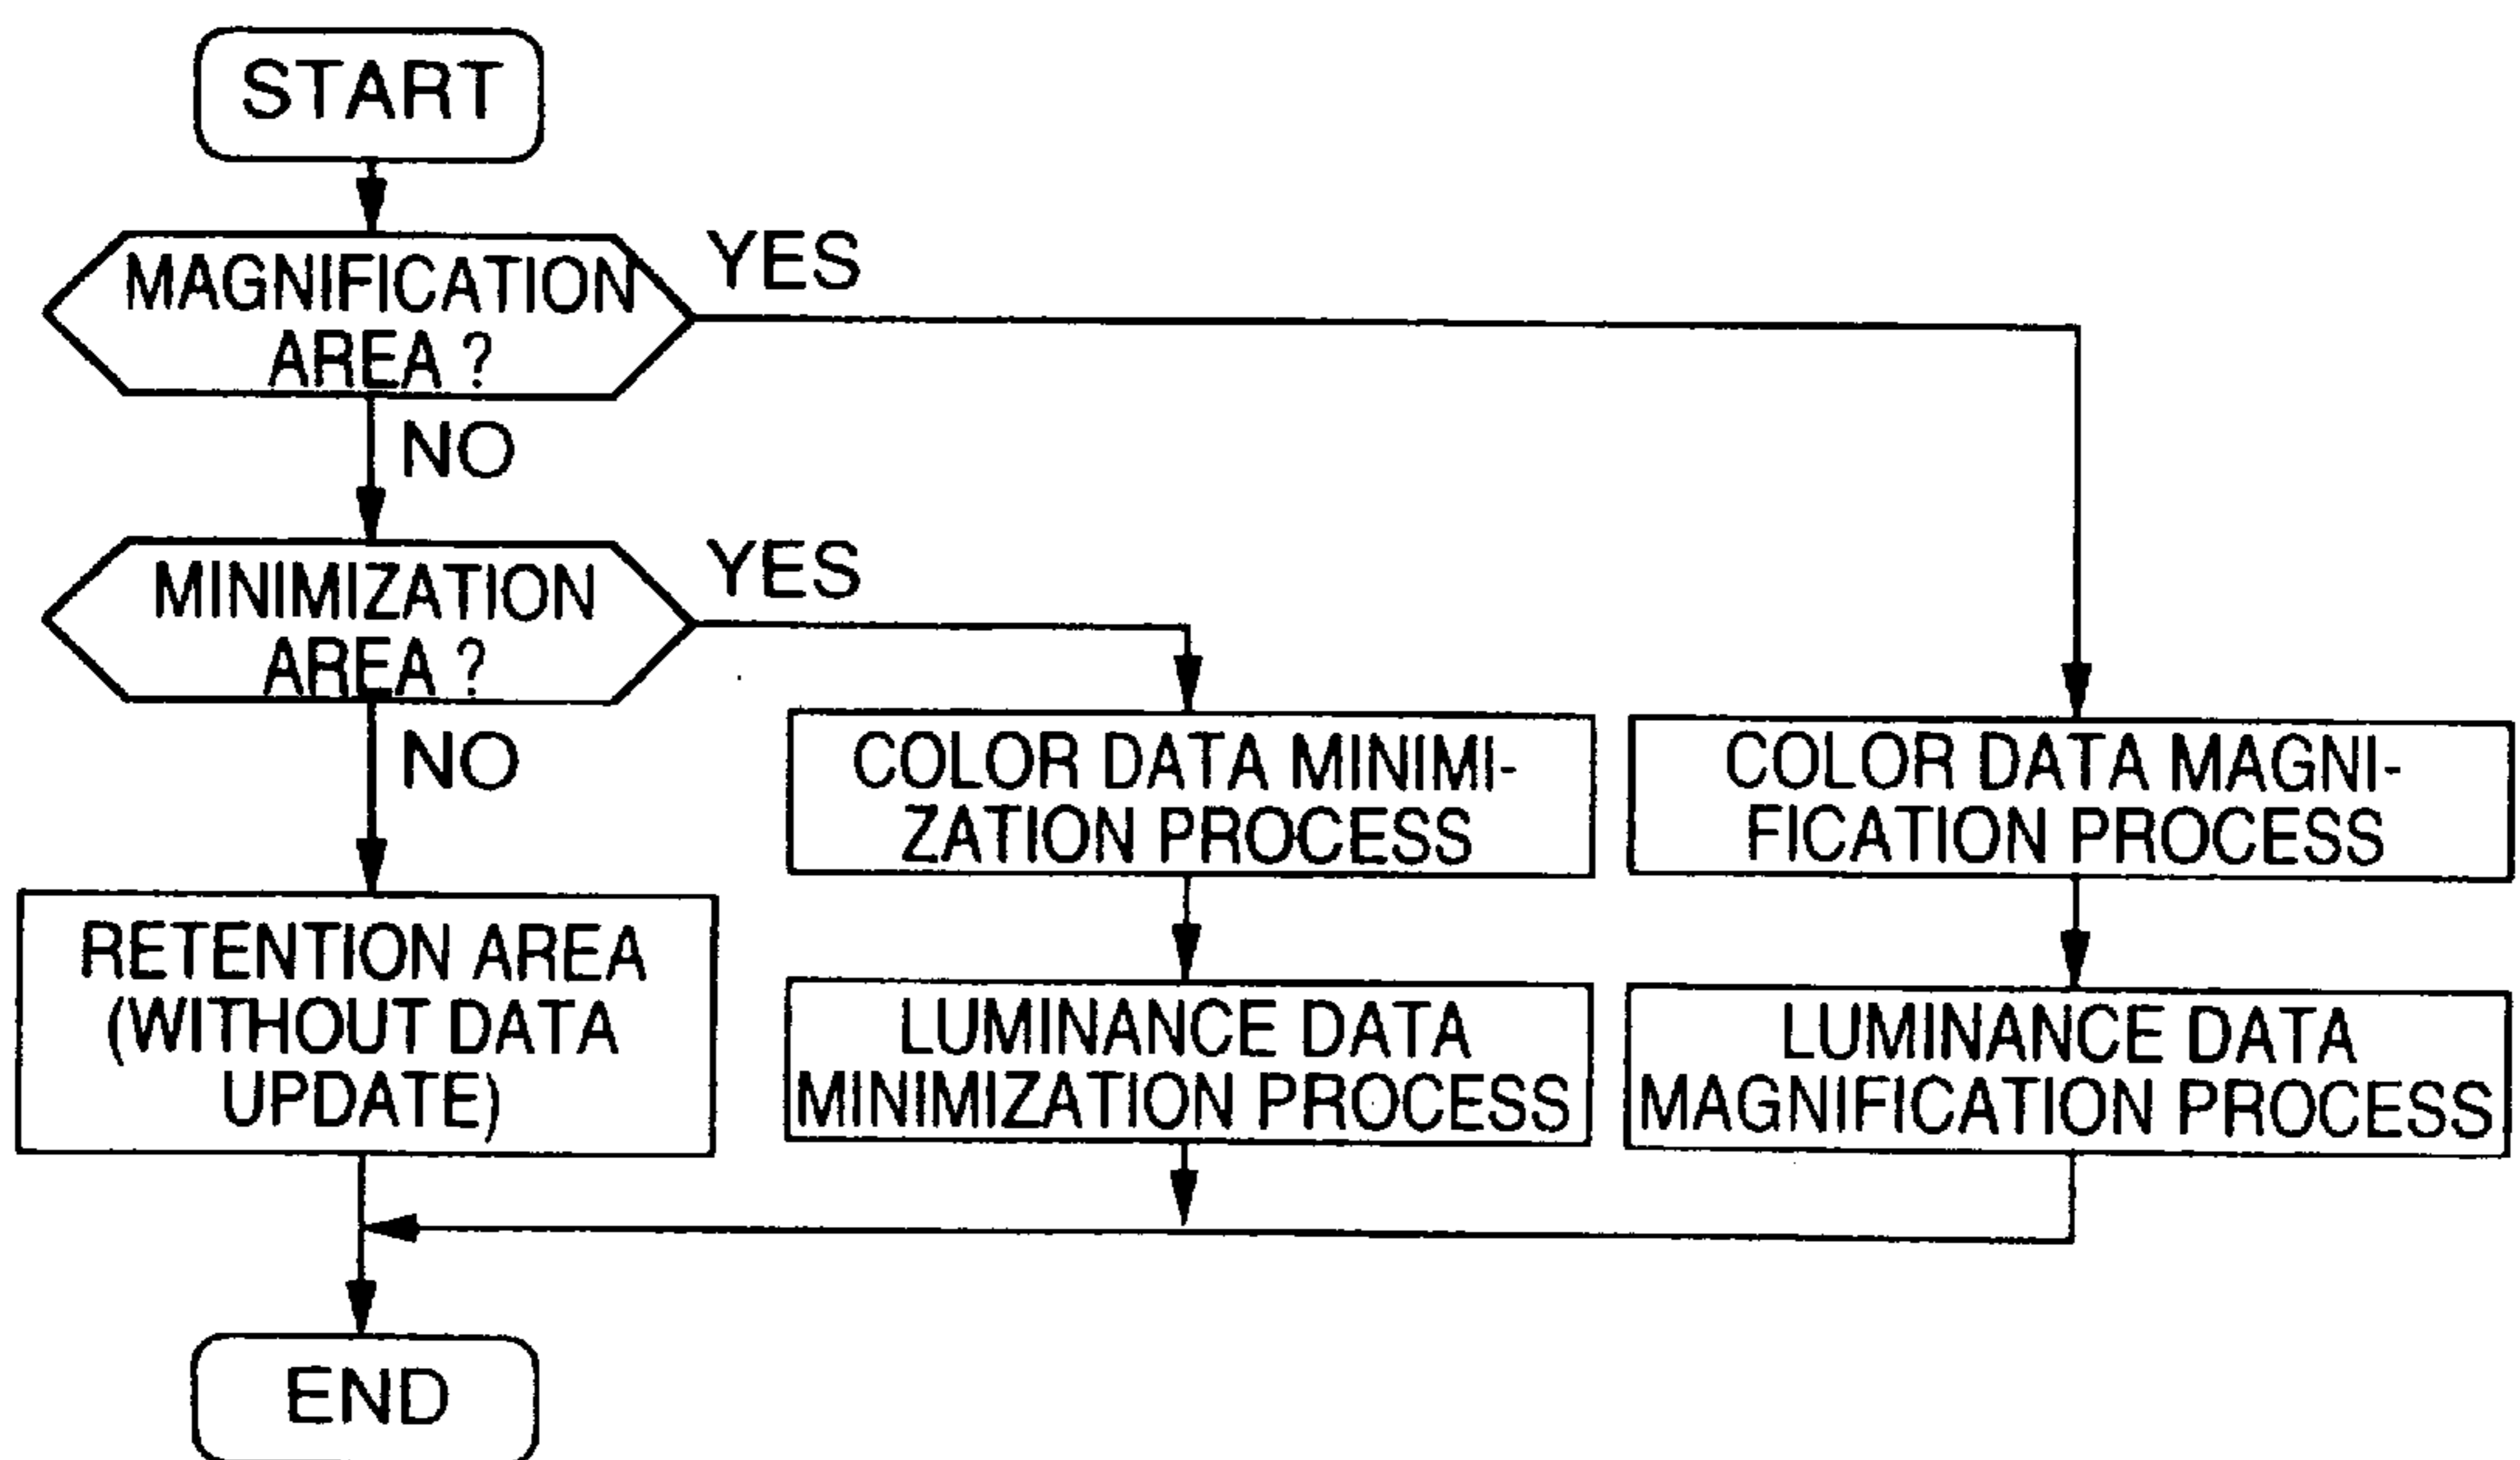 START
MAGNIFICATION
AREA ?
YES
NO
MINIMIZATION
AREA ?
YES
NO
COLOR DATA MINIMI-
ZATION PROCESS
COLOR DATA MAGNI-
FICATION PROCESS
RETENTION AREA
(WITHOUT DATA
UPDATE)
LUMINANCE DATA
MINIMIZATION PROCESS
LUMINANCE DATA
MAGNIFICATION PROCESS
END